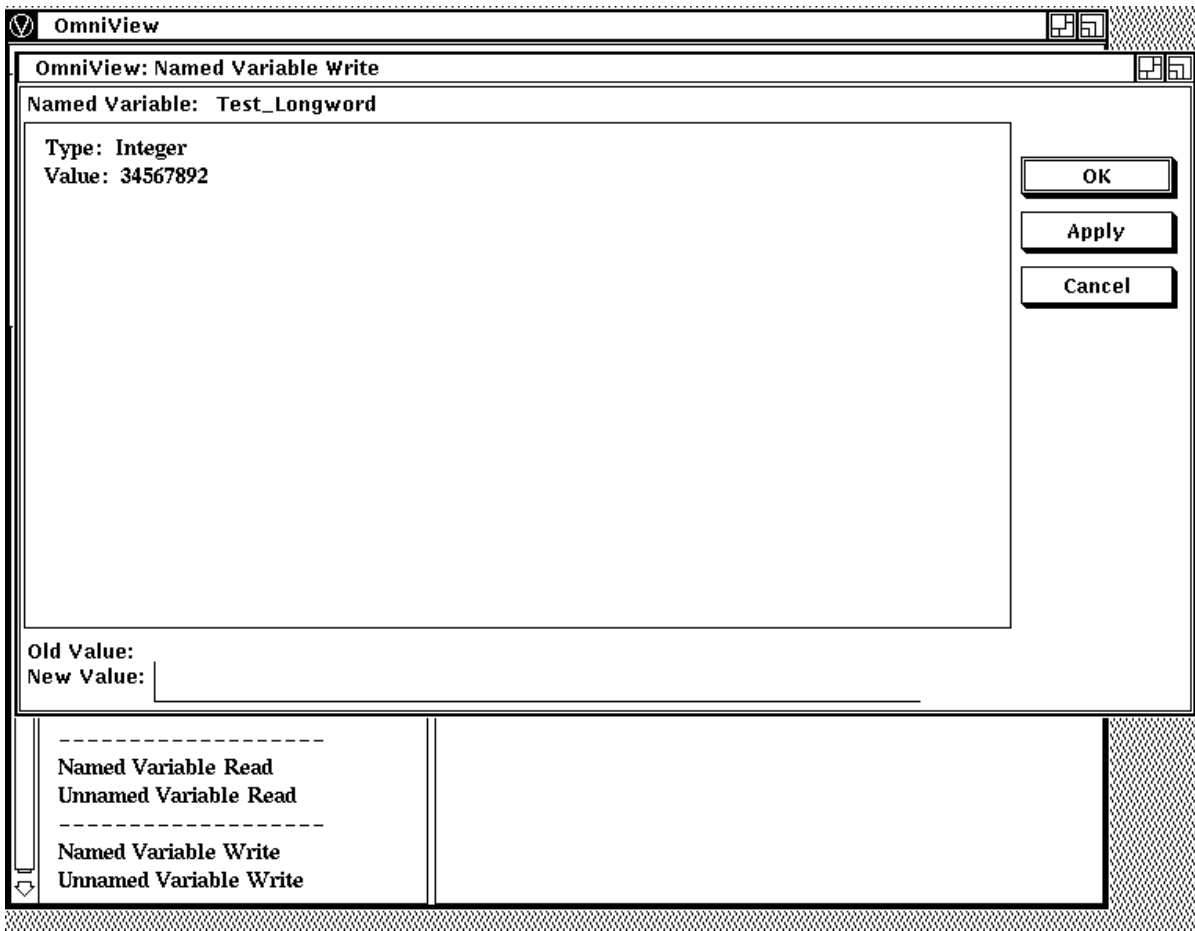 OmniView
OmniView: Named Variable Write
Named Variable: Test_Longword
Type: Integer
Value: 34567892
OK
Apply
Cancel
Old Value:
New Value:
-------------------
Named Variable Read
Unnamed Variable Read
-------------------
Named Variable Write
Unnamed Variable Write